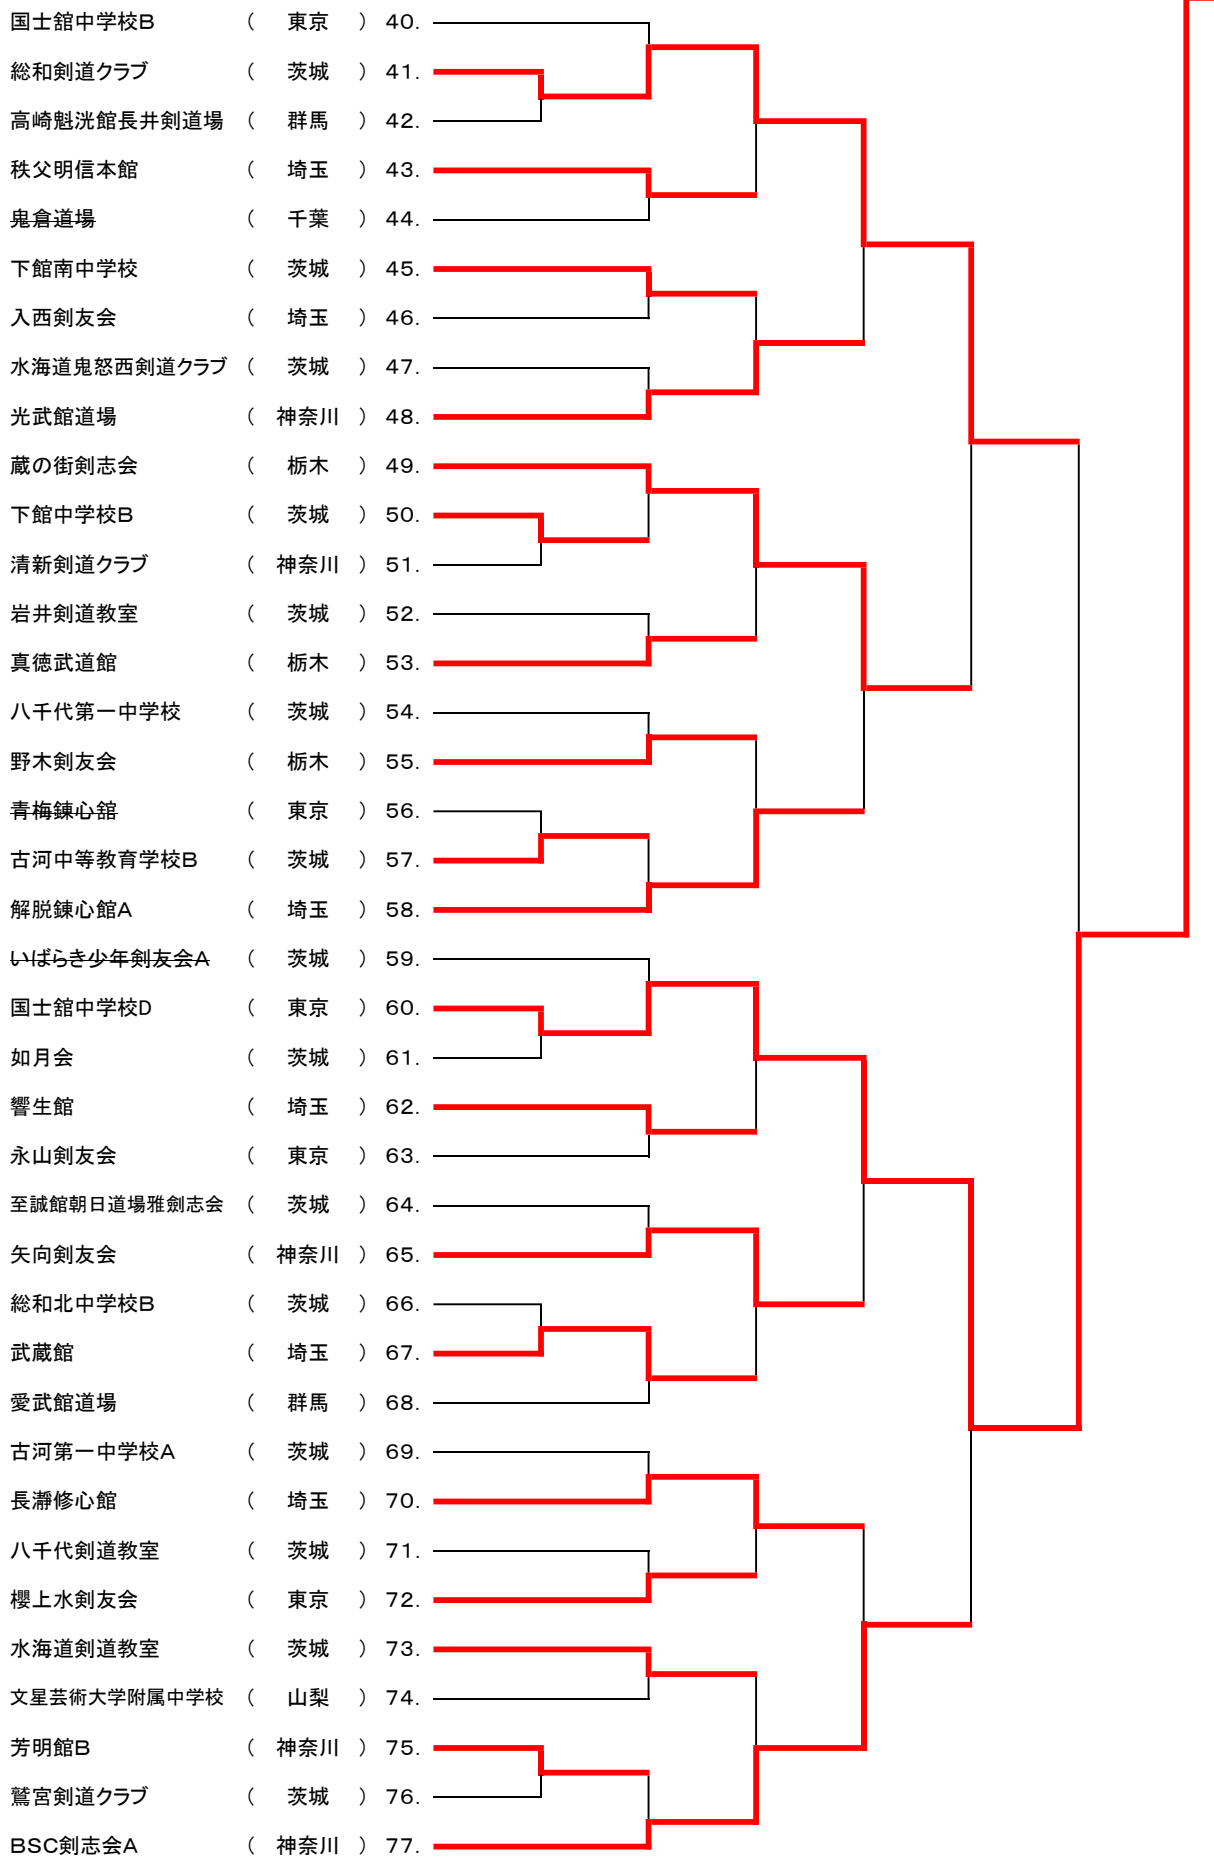 国士舘中学校B （ 東京 ） 40.
総和剣道クラブ （ 茨城 ） 41.
高崎魁洸館長井剣道場 （ 群馬 ） 42.
秩父明信本館 （ 埼玉 ） 43.
鬼倉道場 （ 千葉 ） 44.
下館南中学校 （ 茨城 ） 45.
入西剣友会 （ 埼玉 ） 46.
水海道鬼怒西剣道クラブ （ 茨城 ） 47.
光武館道場 （ 神奈川 ） 48.
蔵の街剣志会 （ 栃木 ） 49.
下館中学校B （ 茨城 ） 50.
清新剣道クラブ （ 神奈川 ） 51.
岩井剣道教室 （ 茨城 ） 52.
真徳武道館 （ 栃木 ） 53.
八千代第一中学校 （ 茨城 ） 54.
野木剣友会 （ 栃木 ） 55.
青梅錬心舘 （ 東京 ） 56.
古河中等教育学校B （ 茨城 ） 57.
解脱錬心館A （ 埼玉 ） 58.
いばらき少年剣友会A （ 茨城 ） 59.
国士舘中学校D （ 東京 ） 60.
如月会 （ 茨城 ） 61.
響生館 （ 埼玉 ） 62.
永山剣友会 （ 東京 ） 63.
至誠館朝日道場雅劍志会 （ 茨城 ） 64.
矢向剣友会 （ 神奈川 ） 65.
総和北中学校B （ 茨城 ） 66.
武蔵館 （ 埼玉 ） 67.
愛武館道場 （ 群馬 ） 68.
古河第一中学校A （ 茨城 ） 69.
長瀞修心館 （ 埼玉 ） 70.
八千代剣道教室 （ 茨城 ） 71.
櫻上水剣友会 （ 東京 ） 72.
水海道剣道教室 （ 茨城 ） 73.
文星芸術大学附属中学校 （ 山梨 ） 74.
芳明館B （ 神奈川 ） 75.
鷲宮剣道クラブ （ 茨城 ） 76.
BSC剣志会A （ 神奈川 ） 77.